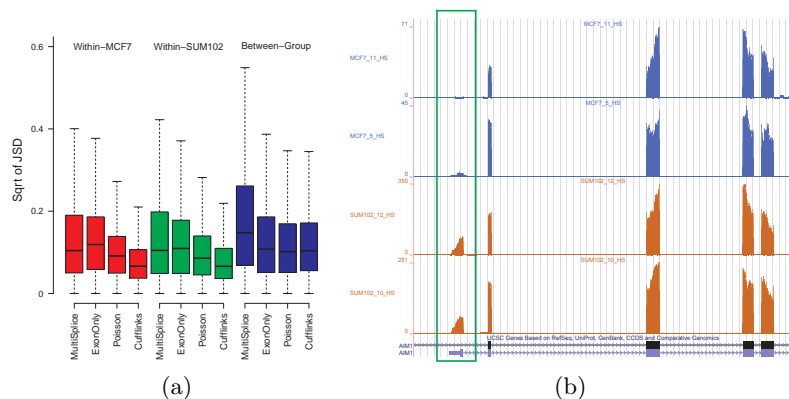 0.6
0.4
0.2
0
Sqrt of JSD
Within−MCF7
Within−SUM102
Between−Group
MultiSplice
ExonOnly
Poisson
Cufflinks
MultiSplice
ExonOnly
Poisson
Cufflinks
MultiSplice
ExonOnly
Poisson
Cufflinks
(a)
71
MCF7_11_HS
MCF7_11_HS
0
45
MCF7_5_HS
MCF7_5_HS
0
350
SUM102_12_HS
SUM102_12_HS
0
251
SUM102_10_HS
SUM102_10_HS
0
UCSC Genes Based on RefSeq, UniProt, GenBank, CCDS and Comparative Genomics
AIM1
AIM1
(b)